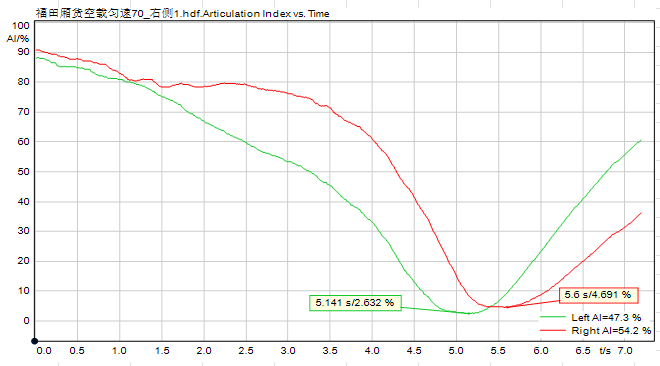 福田厢货空载匀速70_右侧1.hdf.Articulation Index vs. Time
100
AI/%
90
80
70
60
50
40
30
20
10
0
5.141 s/2.632 %
5.6 s/4.691 %
Left AI=47.3 %
Right AI=54.2 %
0.0 0.5 1.0 1.5 2.0 2.5 3.0 3.5 4.0 4.5 5.0 5.5 6.0 6.5 t/s 7.0